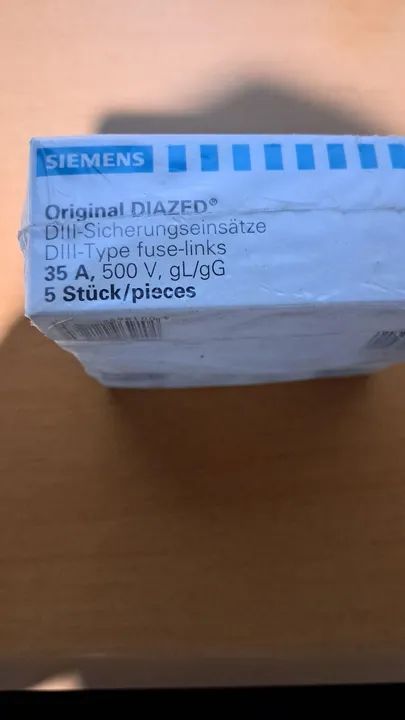 SIEMENS
Original DIAZED®
DIII-Sicherungseinsätze
DIII-Type fuse-links
35 A, 500 V, gL/gG
5 Stück/pieces